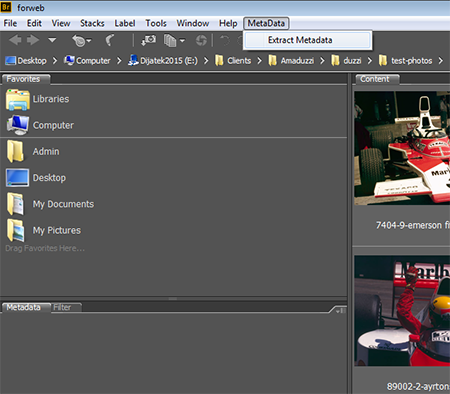 Br forweb
File Edit View Stacks Label Tools Window Help MetaData
Extract Metadata
Desktop Computer Dijatek2015 (E:) Clients Amaduzzi duzzi test-photos
Favorites
Content
Libraries
Computer
Admin
Desktop
My Documents
My Pictures
Drag Favorites Here...
7404-9-emerson fi
Metadata Filter
Marlbo
89002-2-ayrton